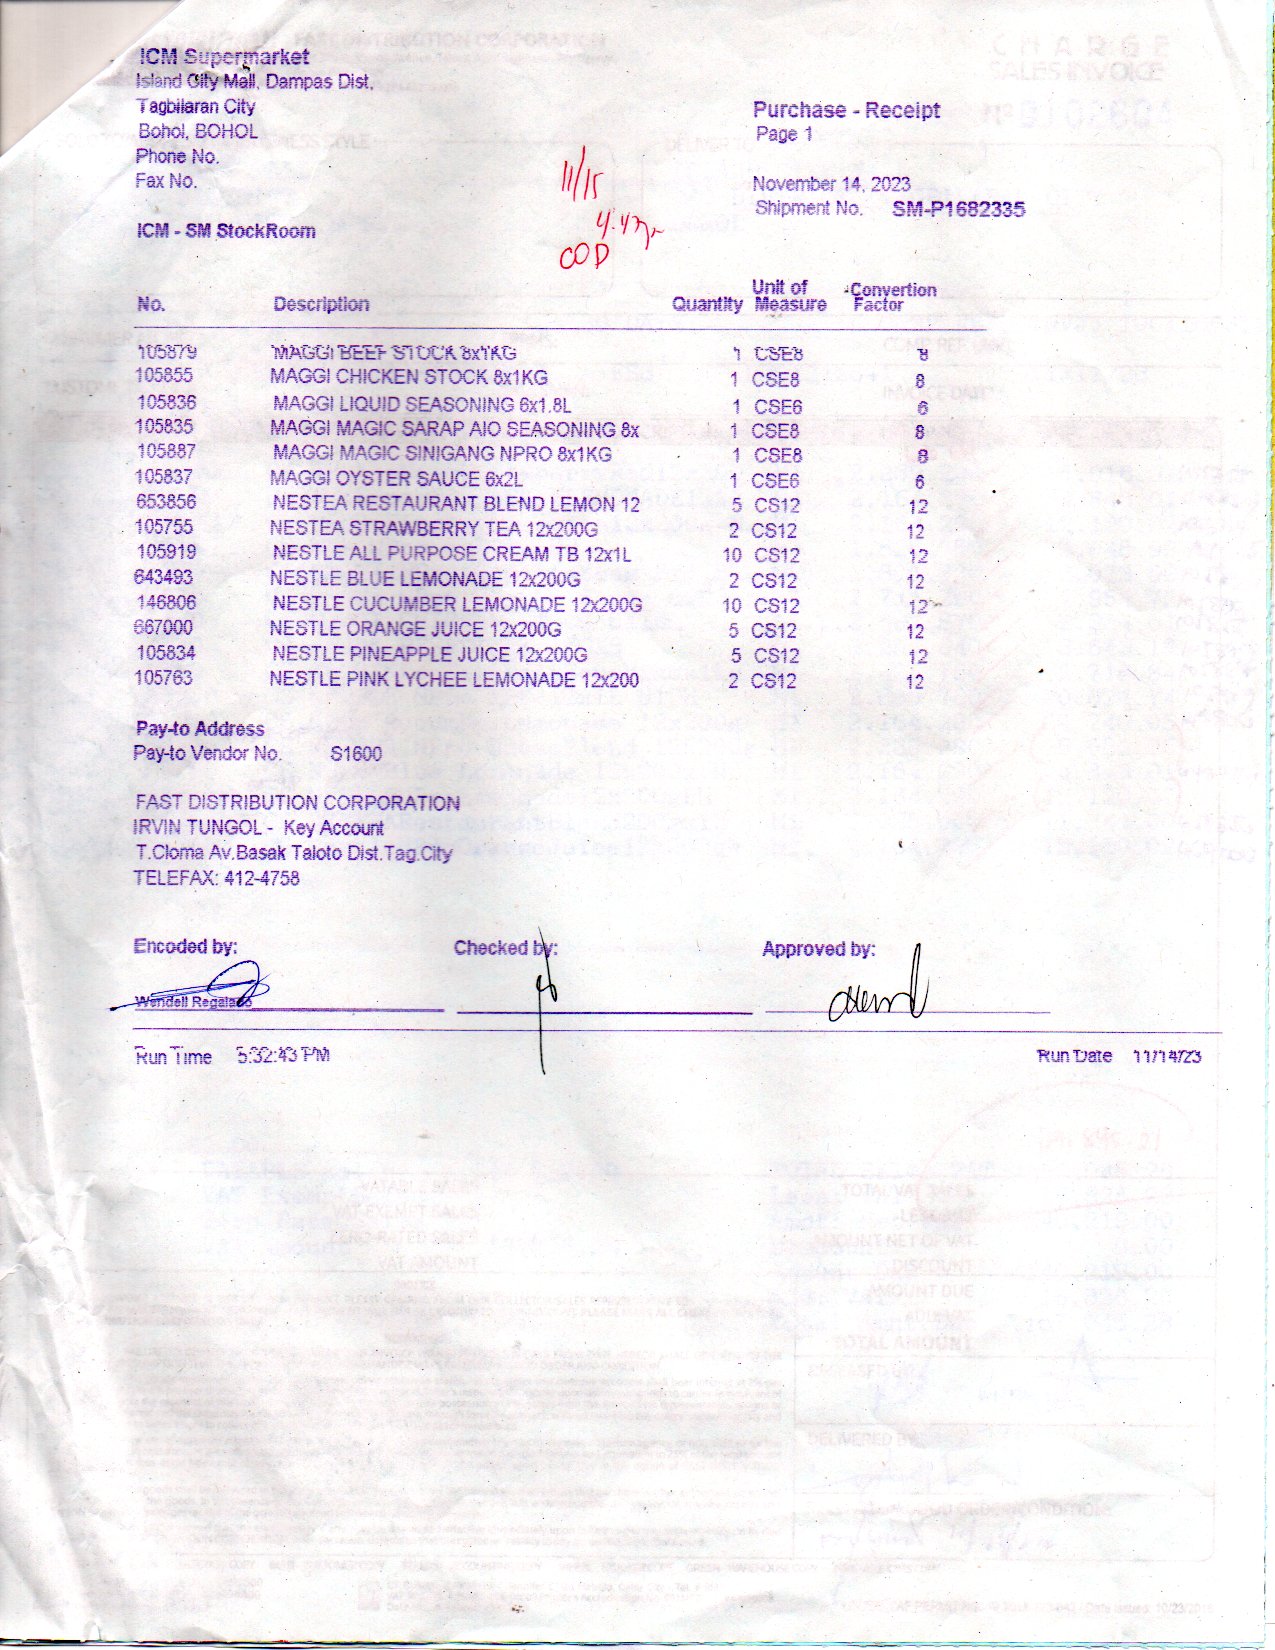 ICM Supermarket
Island City Mall, Dampas Dist.
Tagbilaran City
Bohol, BOHOL
Phone No.
Fax No.
ICM - SM StockRoom
Purchase - Receipt
Page 1
November 14, 2023
Shipment No. SM-P1682335
11/15
COD
No. Description Quantity Unit of Measure Convertion Factor
105879 MAGGI BEEF STOCK 8x1KG 1 CSE8 8
105855 MAGGI CHICKEN STOCK 8x1KG 1 CSE8 8
105836 MAGGI LIQUID SEASONING 6x1.8L 1 CSE6 6
105835 MAGGI MAGIC SARAP AIO SEASONING 8x 1 CSE8 8
105887 MAGGI MAGIC SINIGANG NPRO 8x1KG 1 CSE8 8
105837 MAGGI OYSTER SAUCE 6x2L 1 CSE6 6
653856 NESTEA RESTAURANT BLEND LEMON 12 5 CS12 12
105755 NESTEA STRAWBERRY TEA 12x200G 2 CS12 12
105919 NESTLE ALL PURPOSE CREAM TB 12x1L 10 CS12 12
643493 NESTLE BLUE LEMONADE 12x200G 2 CS12 12
146806 NESTLE CUCUMBER LEMONADE 12x200G 10 CS12 12
667000 NESTLE ORANGE JUICE 12x200G 5 CS12 12
105834 NESTLE PINEAPPLE JUICE 12x200G 5 CS12 12
105763 NESTLE PINK LYCHEE LEMONADE 12x200 2 CS12 12
Pay-to Address
Pay-to Vendor No. S1600
FAST DISTRIBUTION CORPORATION
IRVIN TUNGOL - Key Account
T.Cloma Av.Basak Taloto Dist.Tag.City
TELEFAX: 412-4758
Encoded by: Checked by: Approved by:
Wendell Regalado
Run Time 5:32:43 PM Run Date 11/14/23